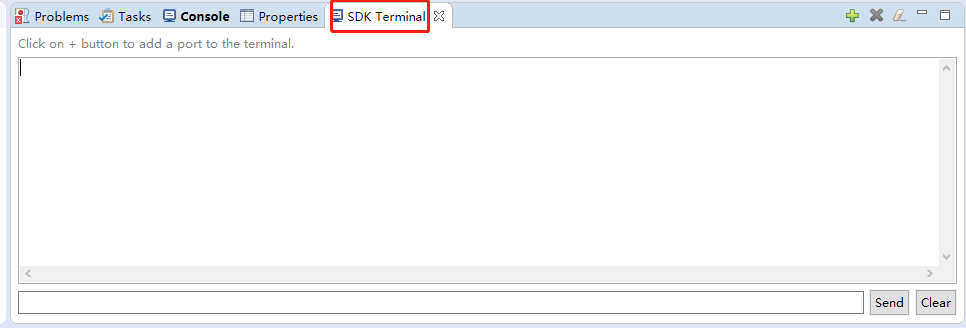 Problems Tasks Console Properties SDK Terminal
Click on + button to add a port to the terminal.
Send Clear